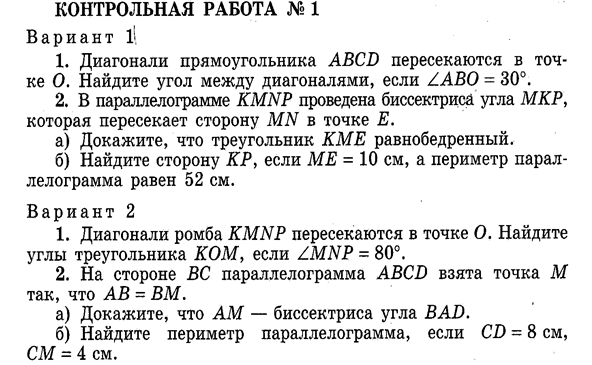 КОНТРОЛЬНАЯ РАБОТА № 1
Вариант 1
1. Диагонали прямоугольника ABCD пересекаются в точ-
ке O. Найдите угол между диагоналями, если ∠ABO = 30°.
2. В параллелограмме KMNP проведена биссектриса угла MKP,
которая пересекает сторону MN в точке E.
а) Докажите, что треугольник KME равнобедренный.
б) Найдите сторону KP, если ME = 10 см, а периметр парал-
лелограмма равен 52 см.
Вариант 2
1. Диагонали ромба KMNP пересекаются в точке O. Найдите
углы треугольника KOM, если ∠MNP = 80°.
2. На стороне BC параллелограмма ABCD взята точка M
так, что AB = BM.
а) Докажите, что AM — биссектриса угла BAD.
б) Найдите периметр параллелограмма, если CD = 8 см,
CM = 4 см.